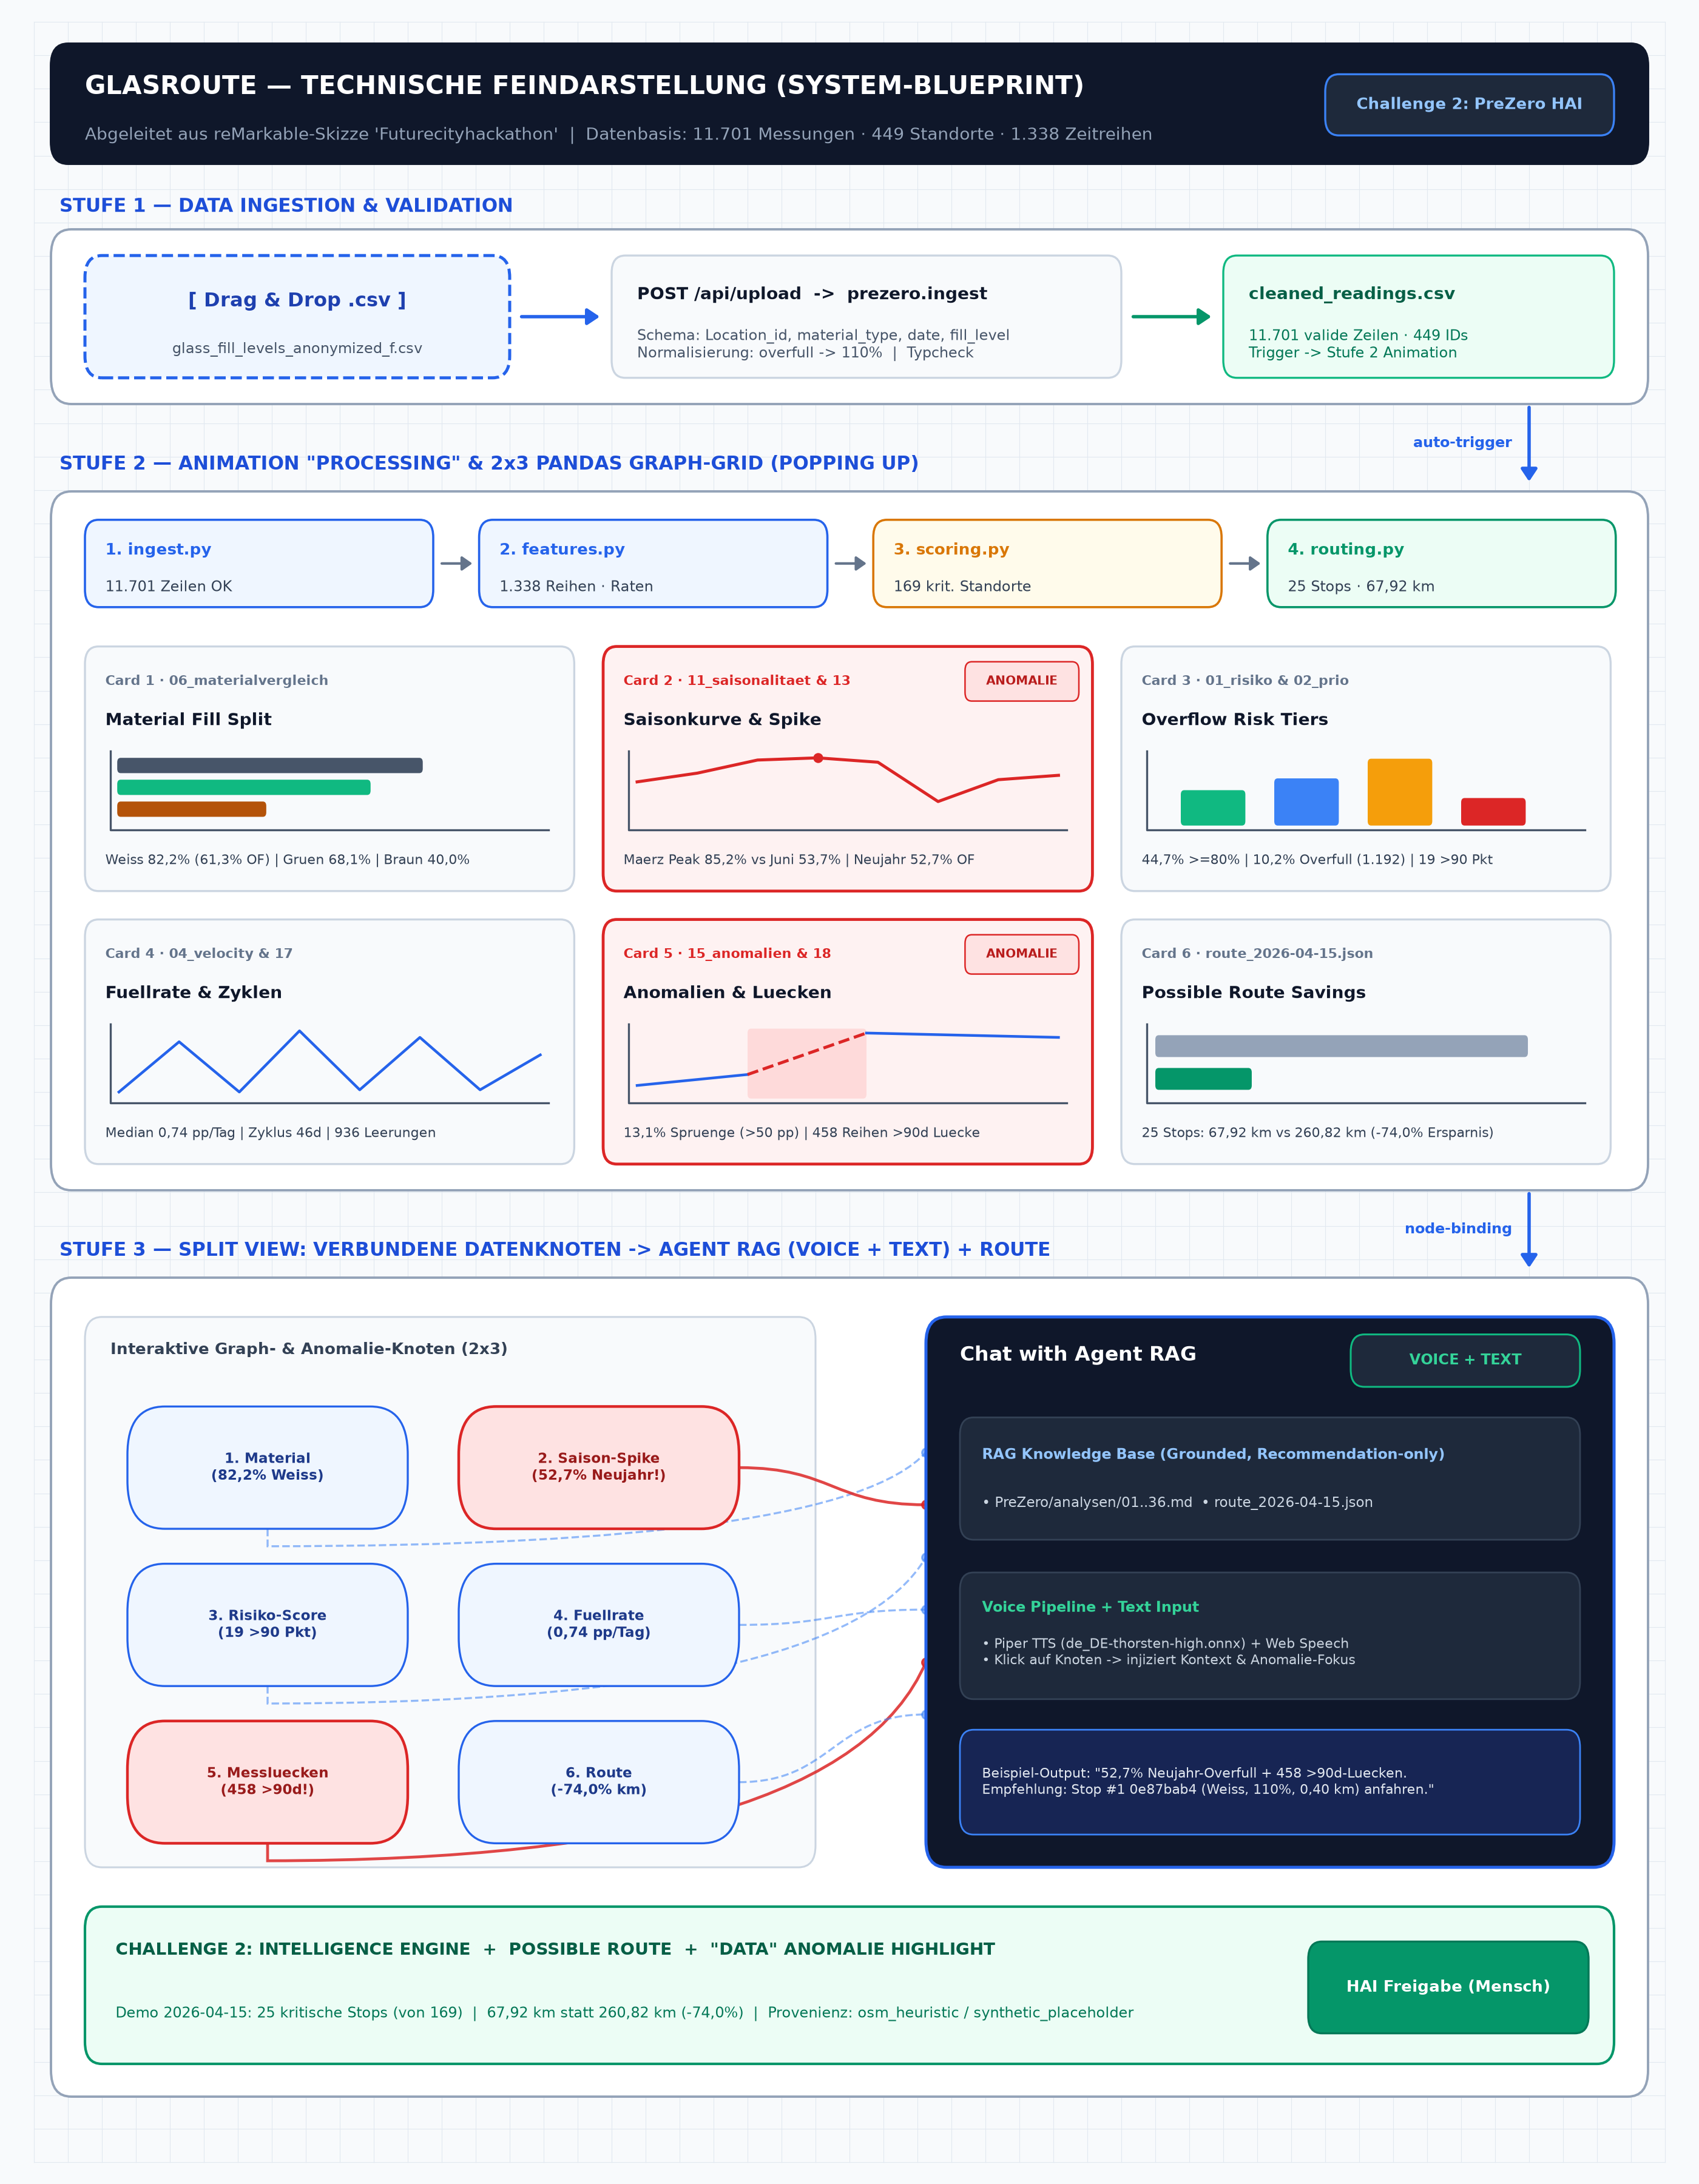 GLASROUTE — TECHNISCHE FEINDARSTELLUNG (SYSTEM-BLUEPRINT)
Abgeleitet aus reMarkable-Skizze 'Futurecityhackathon' | Datenbasis: 11.701 Messungen · 449 Standorte · 1.338 Zeitreihen
Challenge 2: PreZero HAI
STUFE 1 — DATA INGESTION & VALIDATION
[ Drag & Drop .csv ]
glass_fill_levels_anonymized_f.csv
POST /api/upload -> prezero.ingest
Schema: Location_id, material_type, date, fill_level
Normalisierung: overfull -> 110% | Typcheck
cleaned_readings.csv
11.701 valide Zeilen · 449 IDs
Trigger -> Stufe 2 Animation
auto-trigger
STUFE 2 — ANIMATION "PROCESSING" & 2x3 PANDAS GRAPH-GRID (POPPING UP)
1. ingest.py
11.701 Zeilen OK
2. features.py
1.338 Reihen · Raten
3. scoring.py
169 krit. Standorte
4. routing.py
25 Stops · 67,92 km
Card 1 · 06_materialvergleich
Material Fill Split
Weiss 82,2% (61,3% OF) | Gruen 68,1% | Braun 40,0%
Card 2 · 11_saisonalitaet & 13
ANOMALIE
Saisonkurve & Spike
Maerz Peak 85,2% vs Juni 53,7% | Neujahr 52,7% OF
Card 3 · 01_risiko & 02_prio
Overflow Risk Tiers
44,7% >=80% | 10,2% Overfull (1.192) | 19 >90 Pkt
Card 4 · 04_velocity & 17
Fuellrate & Zyklen
Median 0,74 pp/Tag | Zyklus 46d | 936 Leerungen
Card 5 · 15_anomalien & 18
ANOMALIE
Anomalien & Luecken
13,1% Spruenge (>50 pp) | 458 Reihen >90d Luecke
Card 6 · route_2026-04-15.json
Possible Route Savings
25 Stops: 67,92 km vs 260,82 km (-74,0% Ersparnis)
node-binding
STUFE 3 — SPLIT VIEW: VERBUNDENE DATENKNOTEN -> AGENT RAG (VOICE + TEXT) + ROUTE
Interaktive Graph- & Anomalie-Knoten (2x3)
1. Material
(82,2% Weiss)
2. Saison-Spike
(52,7% Neujahr!)
3. Risiko-Score
(19 >90 Pkt)
4. Fuellrate
(0,74 pp/Tag)
5. Messluecken
(458 >90d!)
6. Route
(-74,0% km)
Chat with Agent RAG
VOICE + TEXT
RAG Knowledge Base (Grounded, Recommendation-only)
• PreZero/analysen/01..36.md • route_2026-04-15.json
Voice Pipeline + Text Input
• Piper TTS (de_DE-thorsten-high.onnx) + Web Speech
• Klick auf Knoten -> injiziert Kontext & Anomalie-Fokus
Beispiel-Output: "52,7% Neujahr-Overfull + 458 >90d-Luecken.
Empfehlung: Stop #1 0e87bab4 (Weiss, 110%, 0,40 km) anfahren."
CHALLENGE 2: INTELLIGENCE ENGINE + POSSIBLE ROUTE + "DATA" ANOMALIE HIGHLIGHT
Demo 2026-04-15: 25 kritische Stops (von 169) | 67,92 km statt 260,82 km (-74,0%) | Provenienz: osm_heuristic / synthetic_placeholder
HAI Freigabe (Mensch)